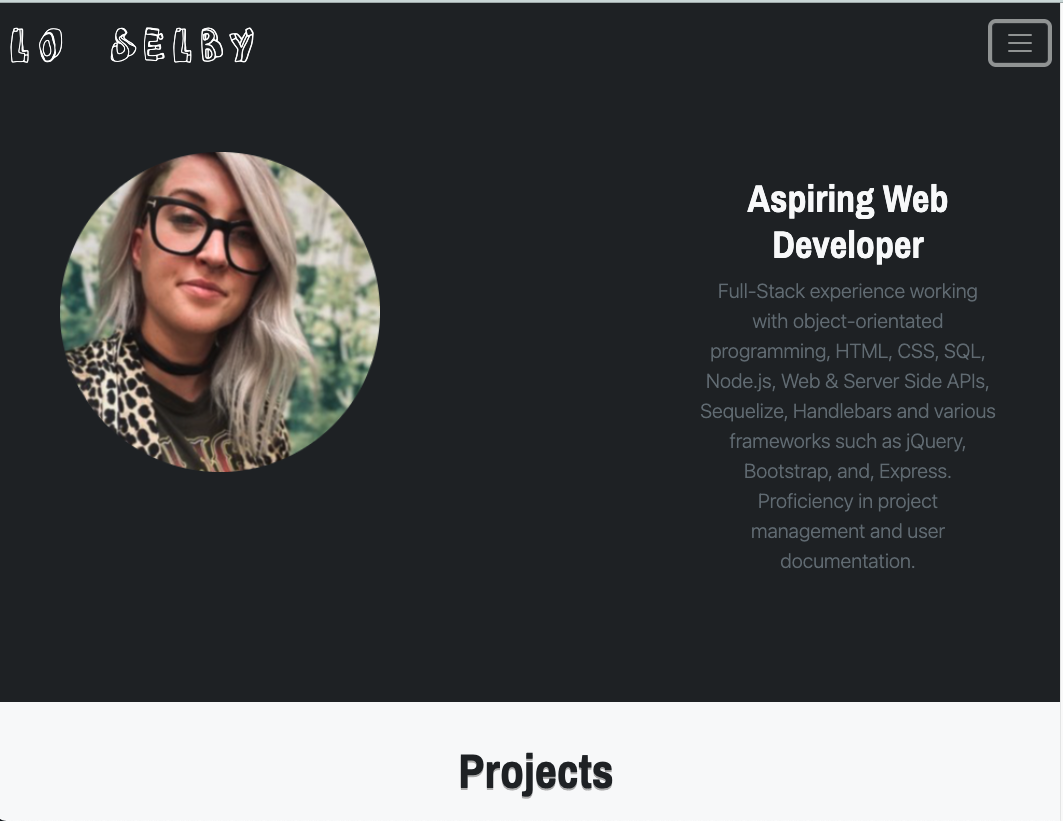 LO SELBY
Aspiring Web
Developer
Full-Stack experience working
with object-orientated
programming, HTML, CSS, SQL,
Node.js, Web & Server Side APIs,
Sequelize, Handlebars and various
frameworks such as jQuery,
Bootstrap, and, Express.
Proficiency in project
management and user
documentation.
Projects